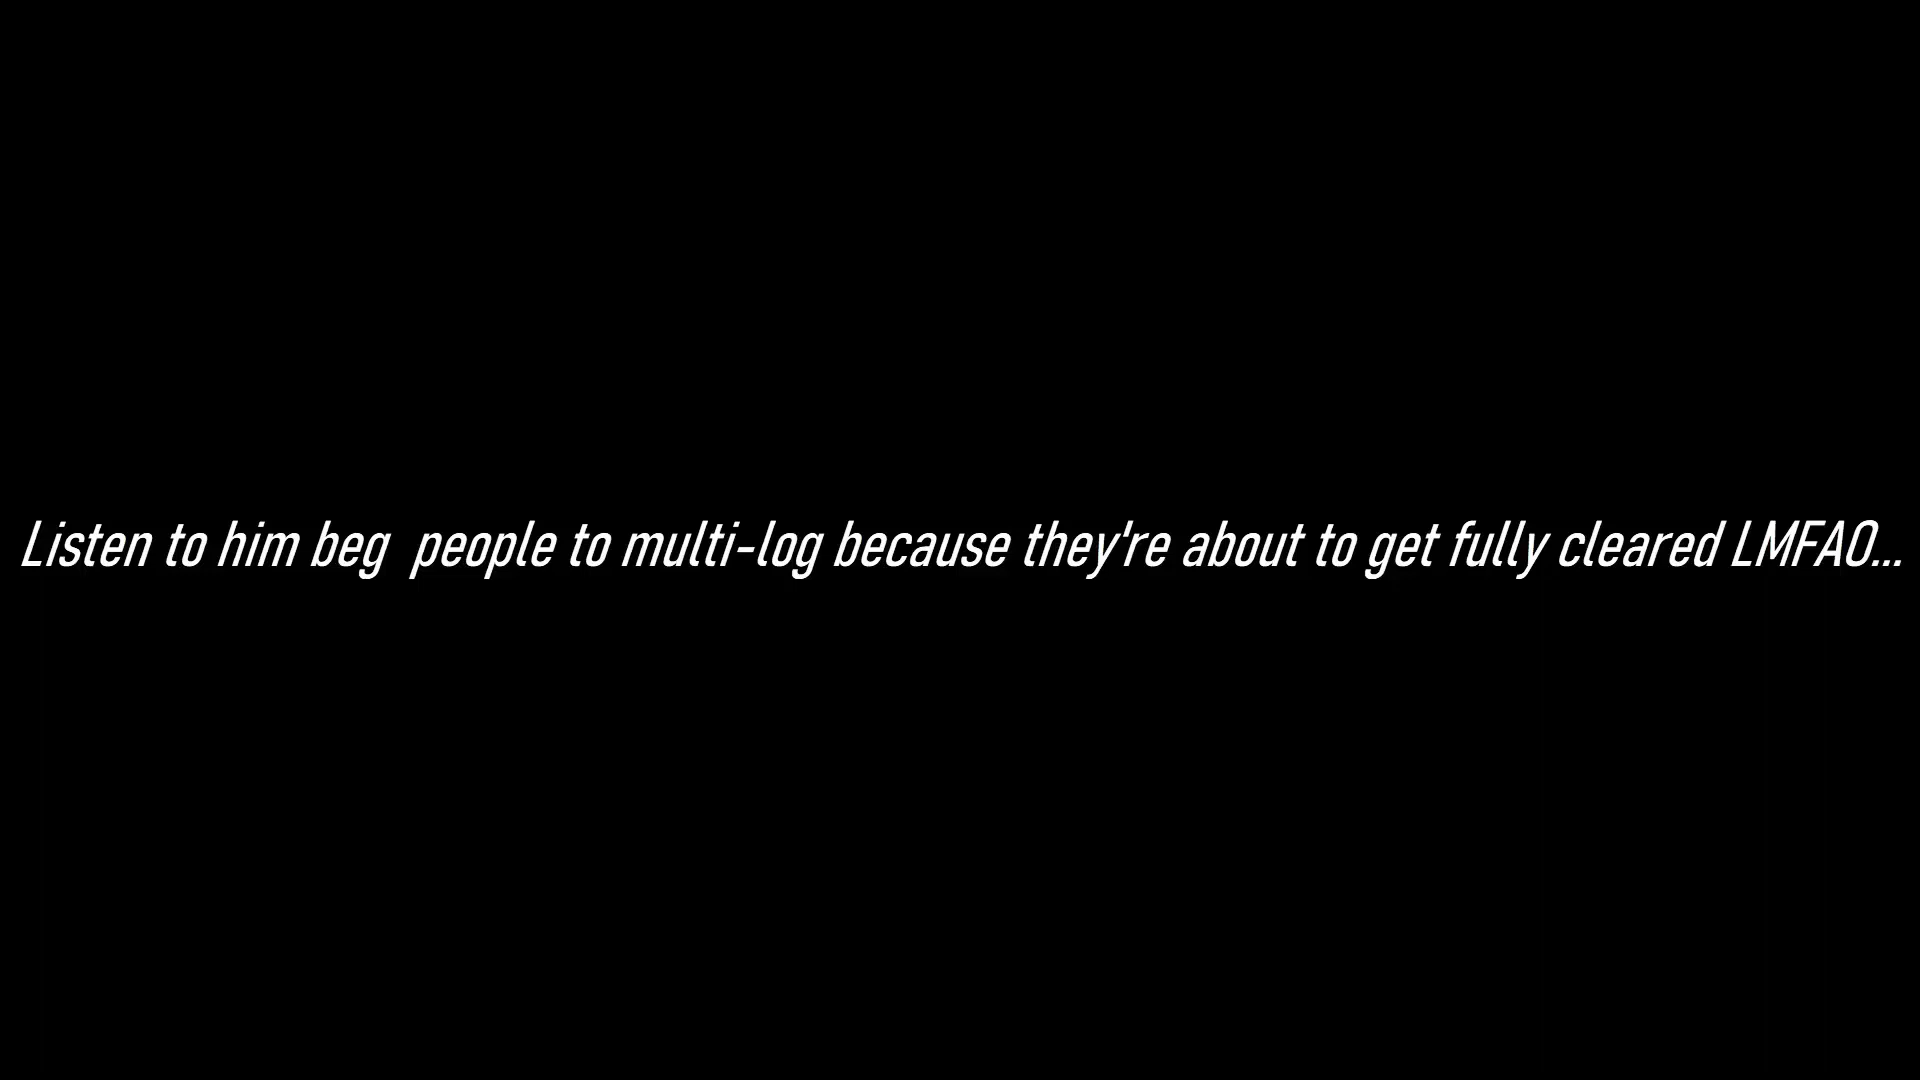 Listen to him beg  people to multi-log because they're about to get fully cleared LMFAO...